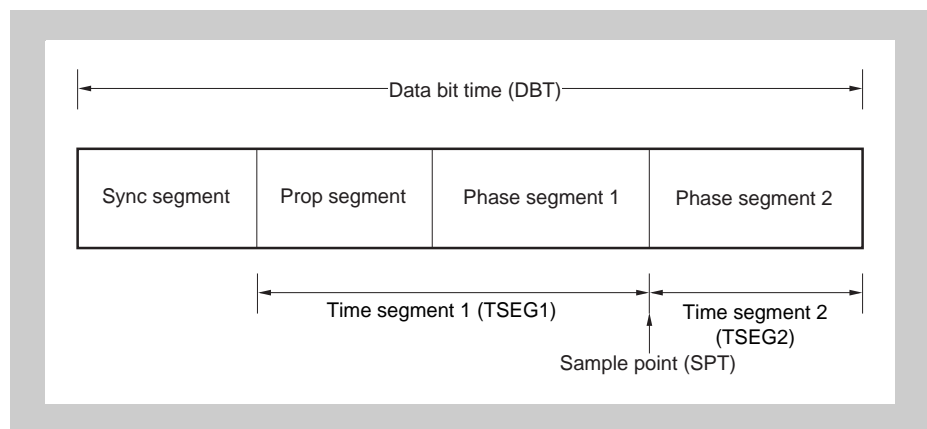 Data bit time (DBT)
Sync segment
Prop segment
Phase segment 1
Phase segment 2
Time segment 1 (TSEG1)
Time segment 2
(TSEG2)
Sample point (SPT)